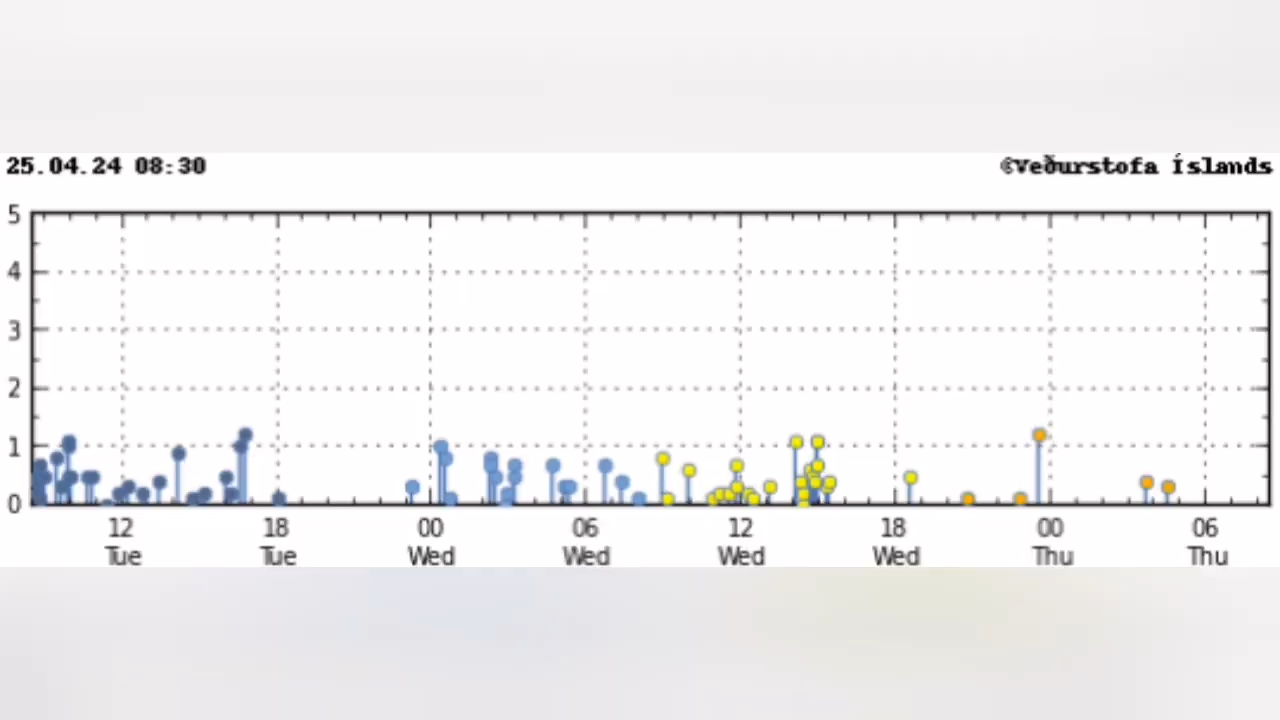 25.04.24 08:30 ©Veðurstofa Íslands
5
4
3
2
1
0
12 18 00 06 12 18 00 06
Tue Tue Wed Wed Wed Wed Thu Thu